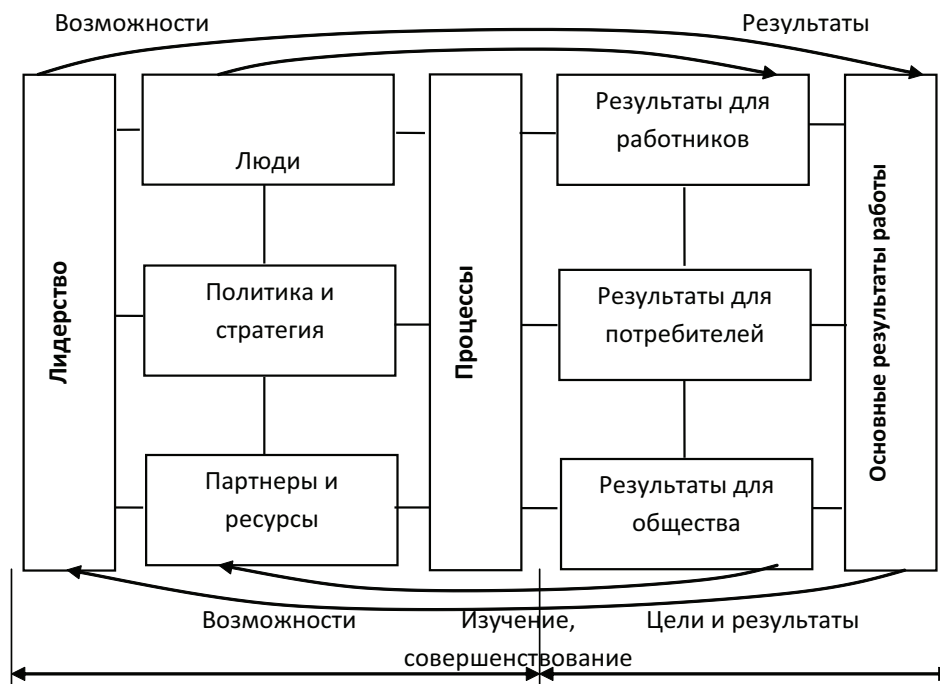 Возможности
Результаты
Лидерство
Люди
Политика и
стратегия
Партнеры и
ресурсы
Процессы
Результаты для
работников
Результаты для
потребителей
Результаты для
общества
Основные результаты работы
Возможности
Изучение,
совершенствование
Цели и результаты